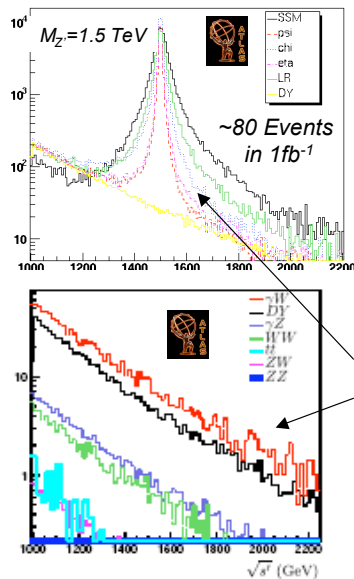 M_Z'=1.5 TeV
ATLAS
SSM
psi
chi
eta
LR
DY
~80 Events
in 1fb⁻¹
10⁴
10³
10²
10
1000 1200 1400 1600 1800 2000 2200
ATLAS
γW
DY
γZ
WW
tt̄
ZW
ZZ
10
1
1000 1200 1400 1600 1800 2000 2200
√s' (GeV)